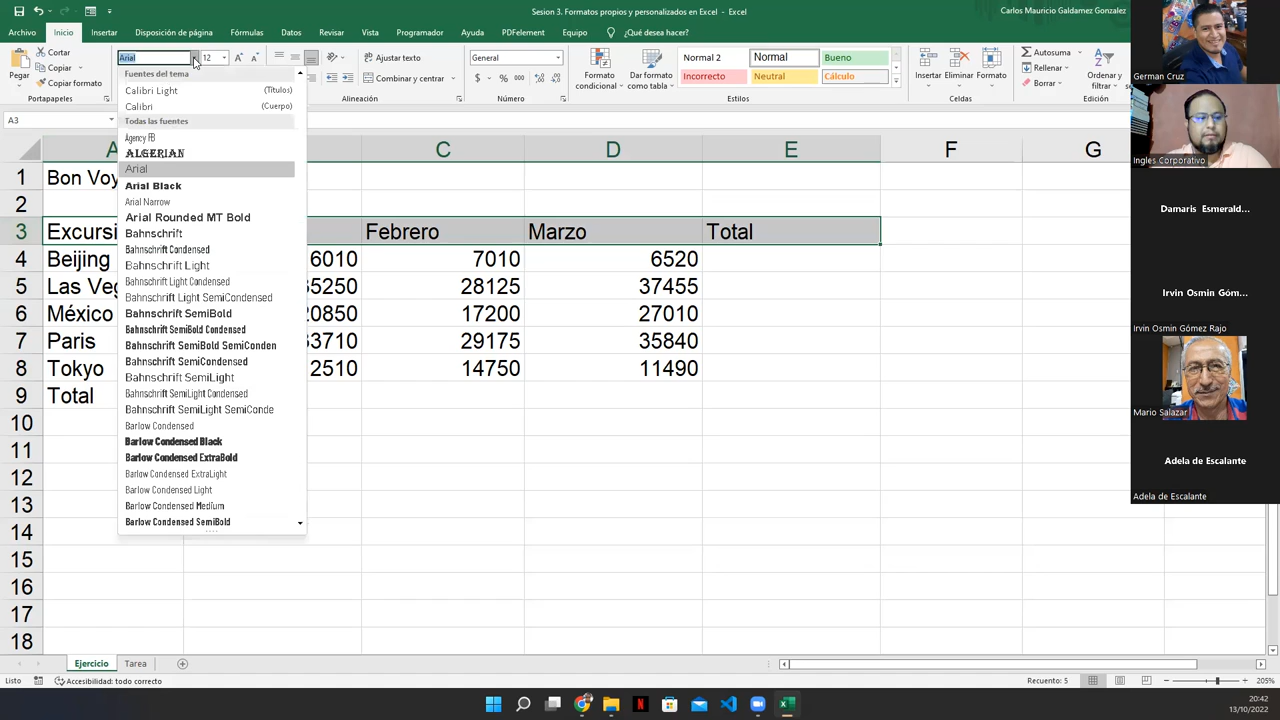 Sesion 3. Formatos propios y personalizados en Excel - Excel
Carlos Mauricio Galdamez Gonzalez
Archivo Inicio Insertar Disposición de página Fórmulas Datos Revisar Vista Programador Ayuda PDFelement Equipo ¿Qué desea hacer?
Pegar
Cortar
Copiar
Copiar formato
Portapapeles
Arial 12
Ajustar texto
Combinar y centrar
Alineación
General
$ % 000
Número
Formato condicional
Dar formato como tabla
Normal 2 Normal Bueno
Incorrecto Neutral Cálculo
Estilos
Insertar Eliminar Formato
Celdas
Autosuma
Rellenar
Borrar
Ordenar y filtrar
Edición
Fuentes del tema
Calibri Light (Títulos)
Calibri (Cuerpo)
Todas las fuentes
Agency FB
ALGERIAN
Arial
Arial Black
Arial Narrow
Arial Rounded MT Bold
Bahnschrift
Bahnschrift Condensed
Bahnschrift Light
Bahnschrift Light Condensed
Bahnschrift Light SemiCondensed
Bahnschrift SemiBold
Bahnschrift SemiBold Condensed
Bahnschrift SemiBold SemiConden
Bahnschrift SemiCondensed
Bahnschrift SemiLight
Bahnschrift SemiLight Condensed
Bahnschrift SemiLight SemiConde
Barlow Condensed
Barlow Condensed Black
Barlow Condensed ExtraBold
Barlow Condensed ExtraLight
Barlow Condensed Light
Barlow Condensed Medium
Barlow Condensed SemiBold
A3
A C D E F G
1 Bon Voy
2
3 Excursi Febrero Marzo Total
4 Beijing 6010 7010 6520
5 Las Veg 5250 28125 37455
6 México 20850 17200 27010
7 Paris 3710 29175 35840
8 Tokyo 2510 14750 11490
9 Total
10
11
12
13
14
15
16
17
18
Ejercicio Tarea
Listo Accesibilidad: todo correcto Recuento: 5 205%
20:42
13/10/2022
German Cruz
Ingles Corporativo
Damaris Esmerald...
Irvin Osmin Góm...
Irvin Osmin Gómez Rajo
Mario Salazar
Adela de Escalante
Adela de Escalante